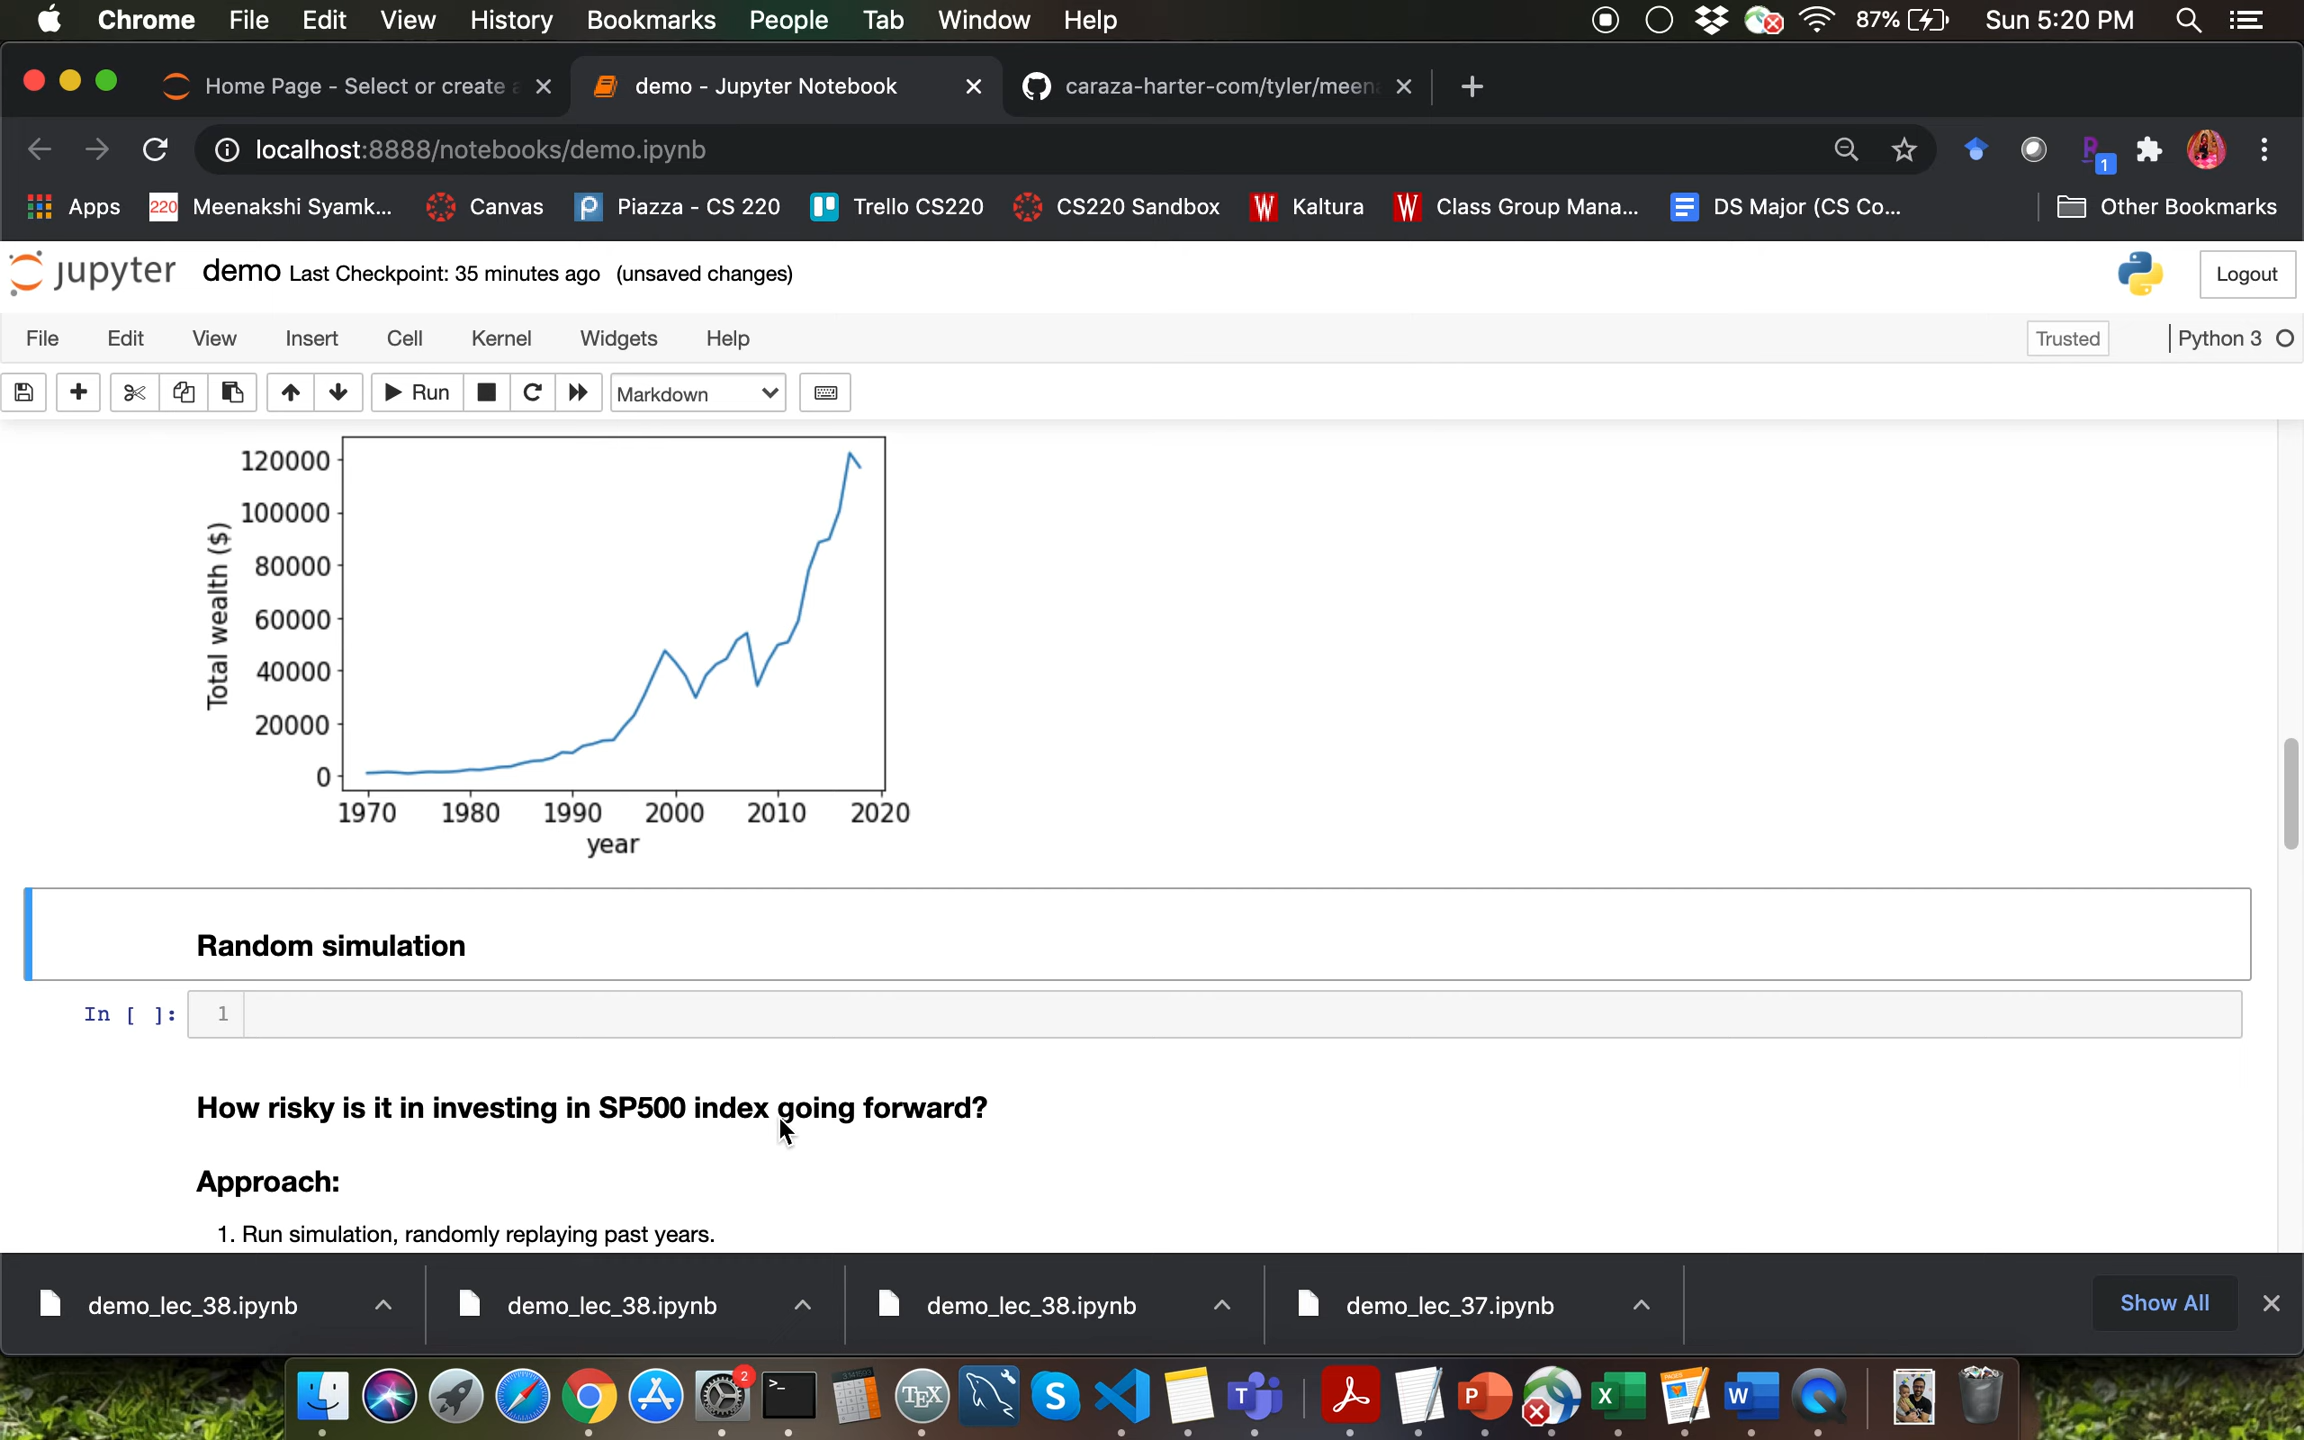 Chrome File Edit View History Bookmarks People Tab Window Help 87% Sun 5:20 PM
Home Page - Select or create a
demo - Jupyter Notebook
caraza-harter-com/tyler/meena
localhost:8888/notebooks/demo.ipynb
1
Apps 220 Meenakshi Syamk... Canvas Piazza - CS 220 Trello CS220 CS220 Sandbox Kaltura Class Group Mana... DS Major (CS Co... Other Bookmarks
jupyter demo Last Checkpoint: 35 minutes ago (unsaved changes) Logout
File Edit View Insert Cell Kernel Widgets Help Trusted Python 3
Run Markdown
120000
100000
80000
60000
40000
20000
0
Total wealth ($)
1970 1980 1990 2000 2010 2020
year
Random simulation
In [ ]: 1
How risky is it in investing in SP500 index going forward?
Approach:
1. Run simulation, randomly replaying past years.
demo_lec_38.ipynb demo_lec_38.ipynb demo_lec_38.ipynb demo_lec_37.ipynb Show All
2
TEX
S
T
P
X
W